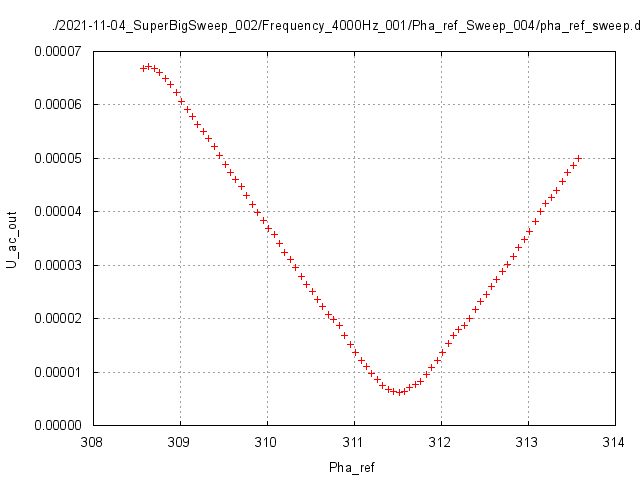 ./2021-11-04_SuperBigSweep_002/Frequency_4000Hz_001/Pha_ref_Sweep_004/pha_ref_sweep.d
0.00007
0.00006
0.00005
0.00004
0.00003
0.00002
0.00001
0.00000
U_ac_out
308 309 310 311 312 313 314
Pha_ref